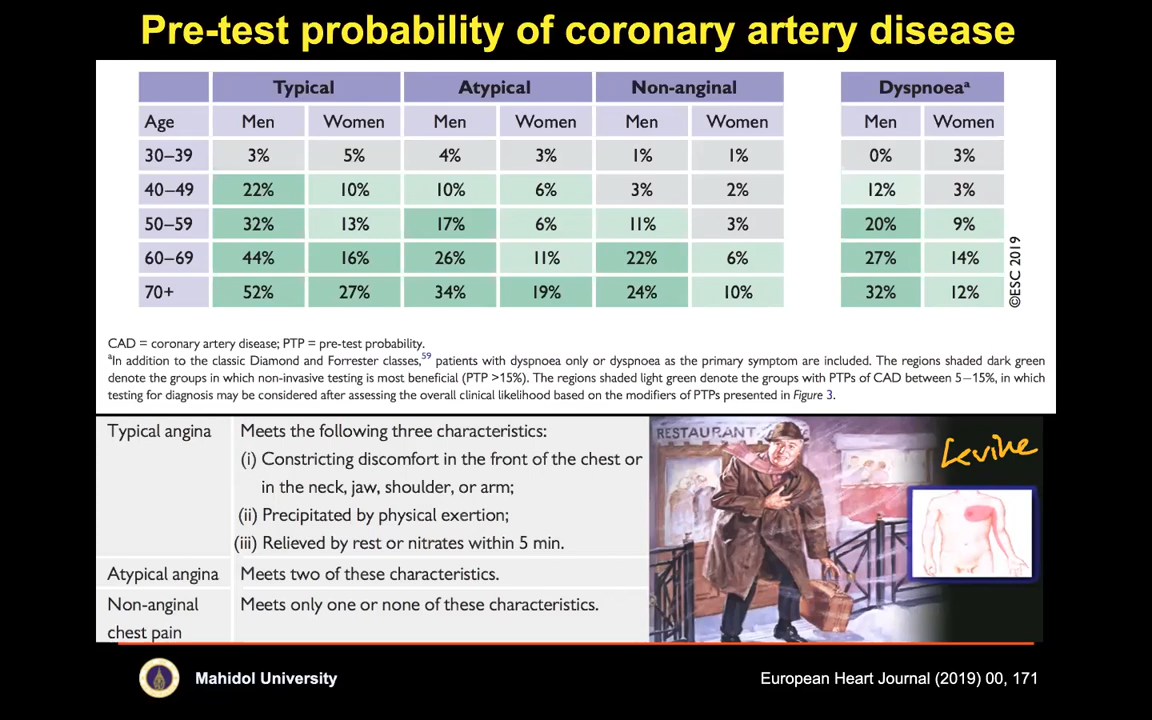 Pre-test probability of coronary artery disease
Typical Atypical Non-anginal Dyspnoeaᵃ
Age Men Women Men Women Men Women Men Women
30–39 3% 5% 4% 3% 1% 1% 0% 3%
40–49 22% 10% 10% 6% 3% 2% 12% 3%
50–59 32% 13% 17% 6% 11% 3% 20% 9%
60–69 44% 16% 26% 11% 22% 6% 27% 14%
70+ 52% 27% 34% 19% 24% 10% 32% 12%
©ESC 2019
CAD = coronary artery disease; PTP = pre-test probability.
ᵃIn addition to the classic Diamond and Forrester classes,⁵⁹ patients with dyspnoea only or dyspnoea as the primary symptom are included. The regions shaded dark green
denote the groups in which non-invasive testing is most beneficial (PTP >15%). The regions shaded light green denote the groups with PTPs of CAD between 5–15%, in which
testing for diagnosis may be considered after assessing the overall clinical likelihood based on the modifiers of PTPs presented in Figure 3.
Typical angina Meets the following three characteristics:
(i) Constricting discomfort in the front of the chest or
in the neck, jaw, shoulder, or arm;
(ii) Precipitated by physical exertion;
(iii) Relieved by rest or nitrates within 5 min.
Atypical angina Meets two of these characteristics.
Non-anginal Meets only one or none of these characteristics.
chest pain
RESTAURANT
Levine
Mahidol University
European Heart Journal (2019) 00, 171